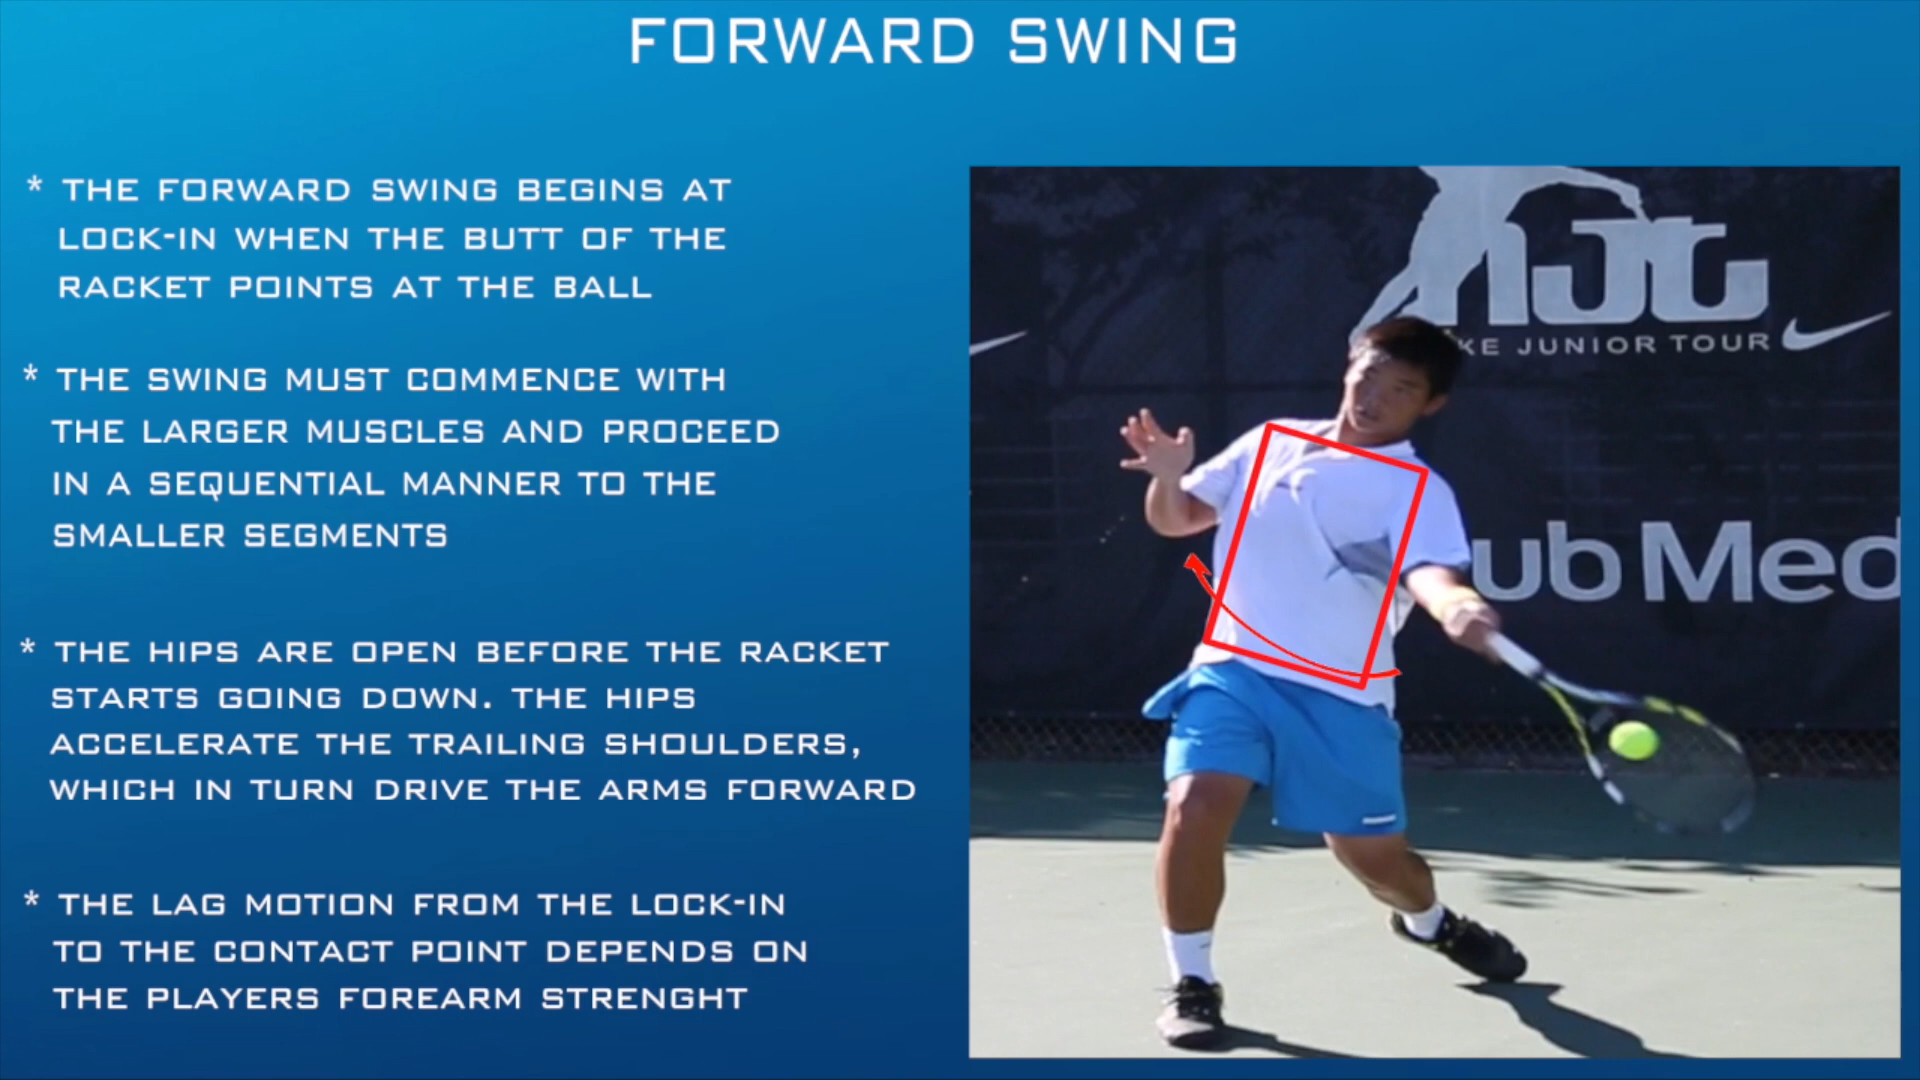 FORWARD SWING
* THE FORWARD SWING BEGINS AT
LOCK-IN WHEN THE BUTT OF THE
RACKET POINTS AT THE BALL
* THE SWING MUST COMMENCE WITH
THE LARGER MUSCLES AND PROCEED
IN A SEQUENTIAL MANNER TO THE
SMALLER SEGMENTS
* THE HIPS ARE OPEN BEFORE THE RACKET
STARTS GOING DOWN. THE HIPS
ACCELERATE THE TRAILING SHOULDERS,
WHICH IN TURN DRIVE THE ARMS FORWARD
* THE LAG MOTION FROM THE LOCK-IN
TO THE CONTACT POINT DEPENDS ON
THE PLAYERS FOREARM STRENGHT
NJT
KE JUNIOR TOUR
ub Med